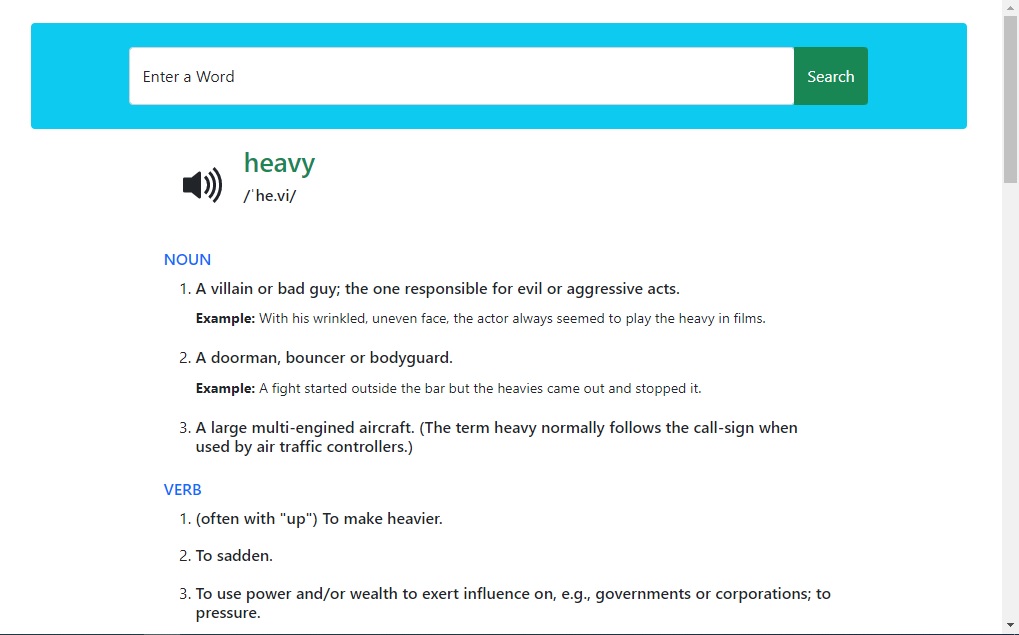 Enter a Word
Search
heavy
/ˈhe.vi/
NOUN
1. A villain or bad guy; the one responsible for evil or aggressive acts.
Example: With his wrinkled, uneven face, the actor always seemed to play the heavy in films.
2. A doorman, bouncer or bodyguard.
Example: A fight started outside the bar but the heavies came out and stopped it.
3. A large multi-engined aircraft. (The term heavy normally follows the call-sign when
used by air traffic controllers.)
VERB
1. (often with "up") To make heavier.
2. To sadden.
3. To use power and/or wealth to exert influence on, e.g., governments or corporations; to
pressure.